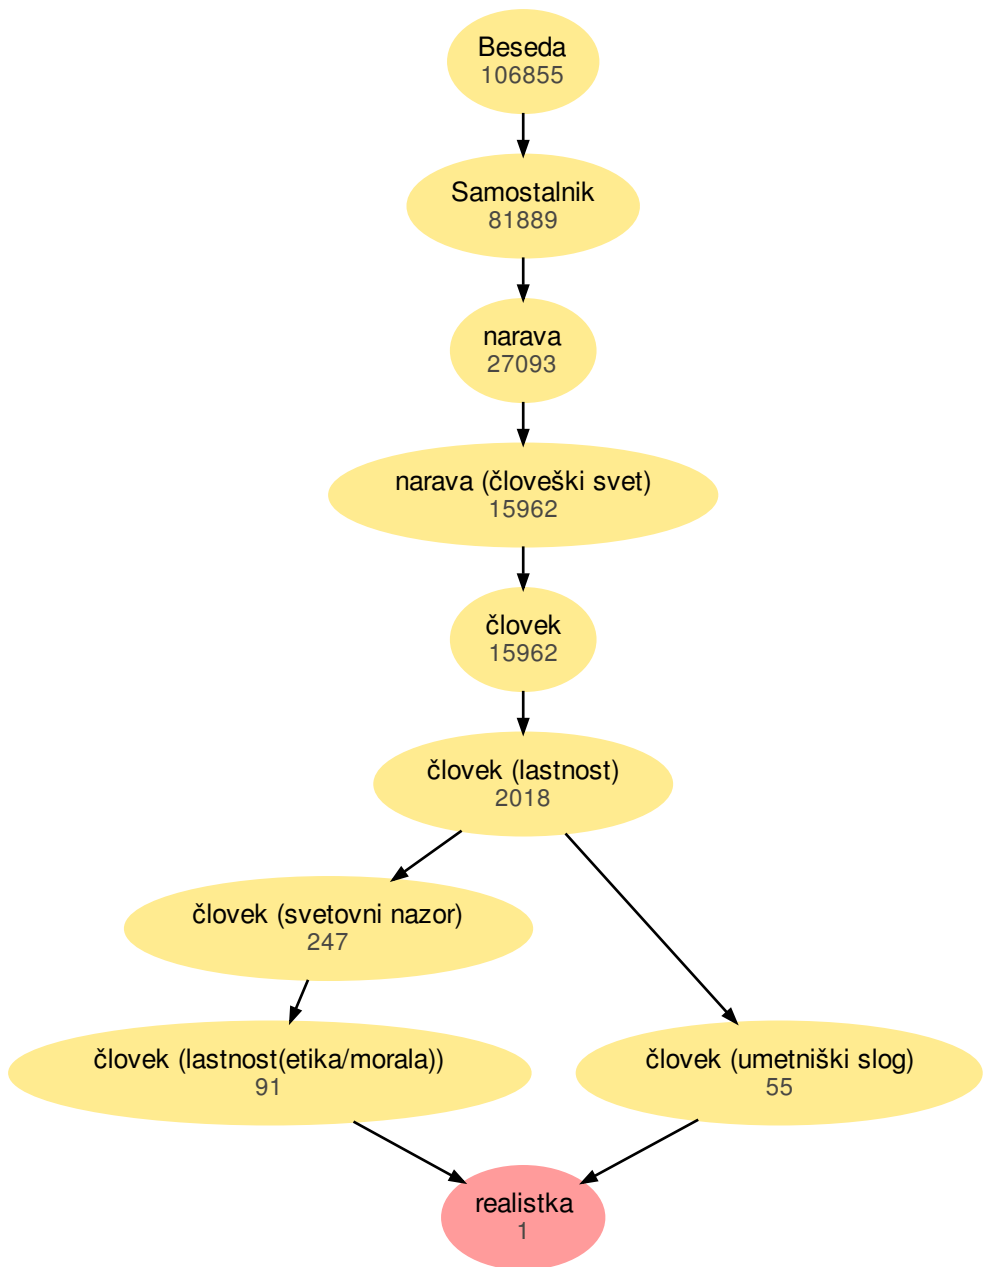 Beseda
106855
Samostalnik
81889
narava
27093
narava (človeški svet)
15962
človek
15962
človek (lastnost)
2018
človek (svetovni nazor)
247
človek (lastnost(etika/morala))
91
človek (umetniški slog)
55
realistka
1